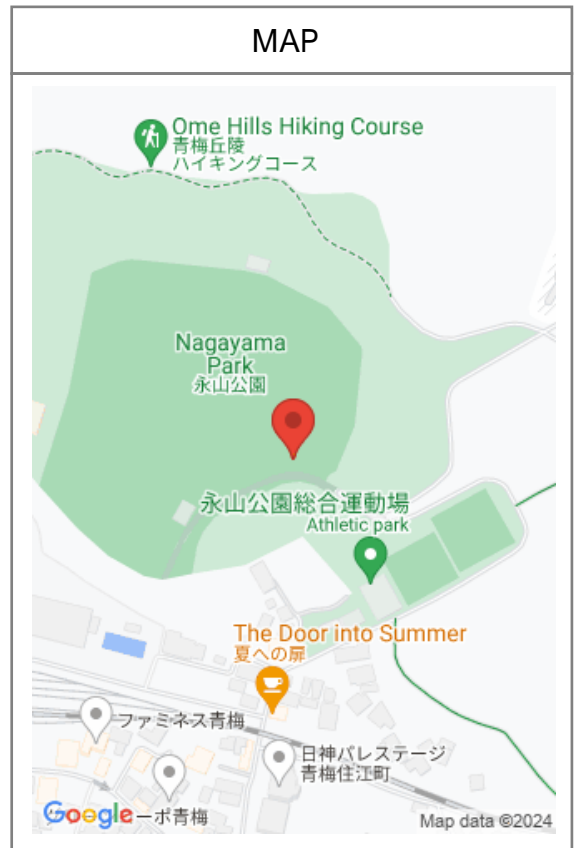 MAP
Ome Hills Hiking Course
青梅丘陵
ハイキングコース
Nagayama
Park
永山公園
永山公園総合運動場
Athletic park
The Door into Summer
夏への扉
ファミネス青梅
日神パレステージ
青梅住江町
Google
ーポ青梅
Map data ©2024